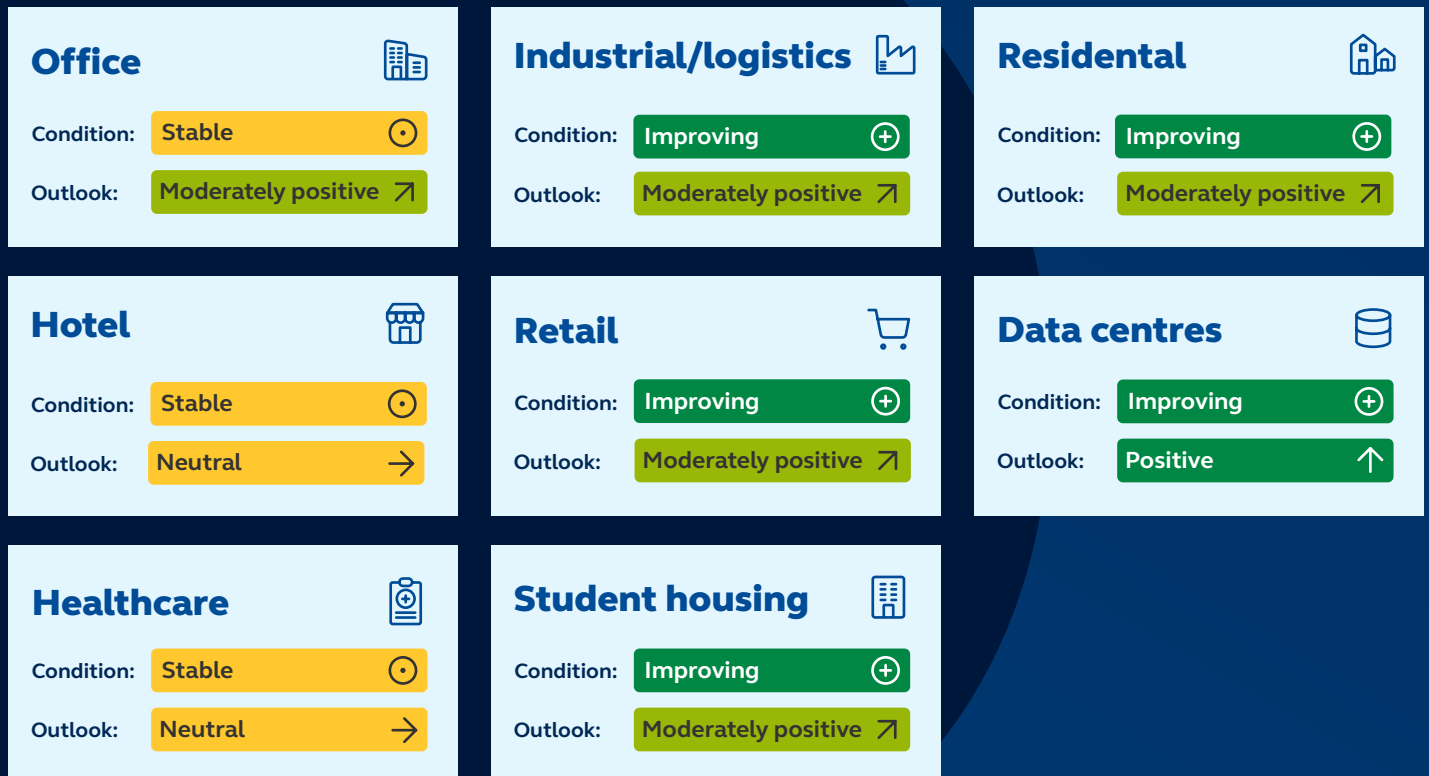 Office
Condition: Stable
Outlook: Moderately positive
Industrial/logistics
Condition: Improving
Outlook: Moderately positive
Residental
Condition: Improving
Outlook: Moderately positive
Hotel
Condition: Stable
Outlook: Neutral
Retail
Condition: Improving
Outlook: Moderately positive
Data centres
Condition: Improving
Outlook: Positive
Healthcare
Condition: Stable
Outlook: Neutral
Student housing
Condition: Improving
Outlook: Moderately positive